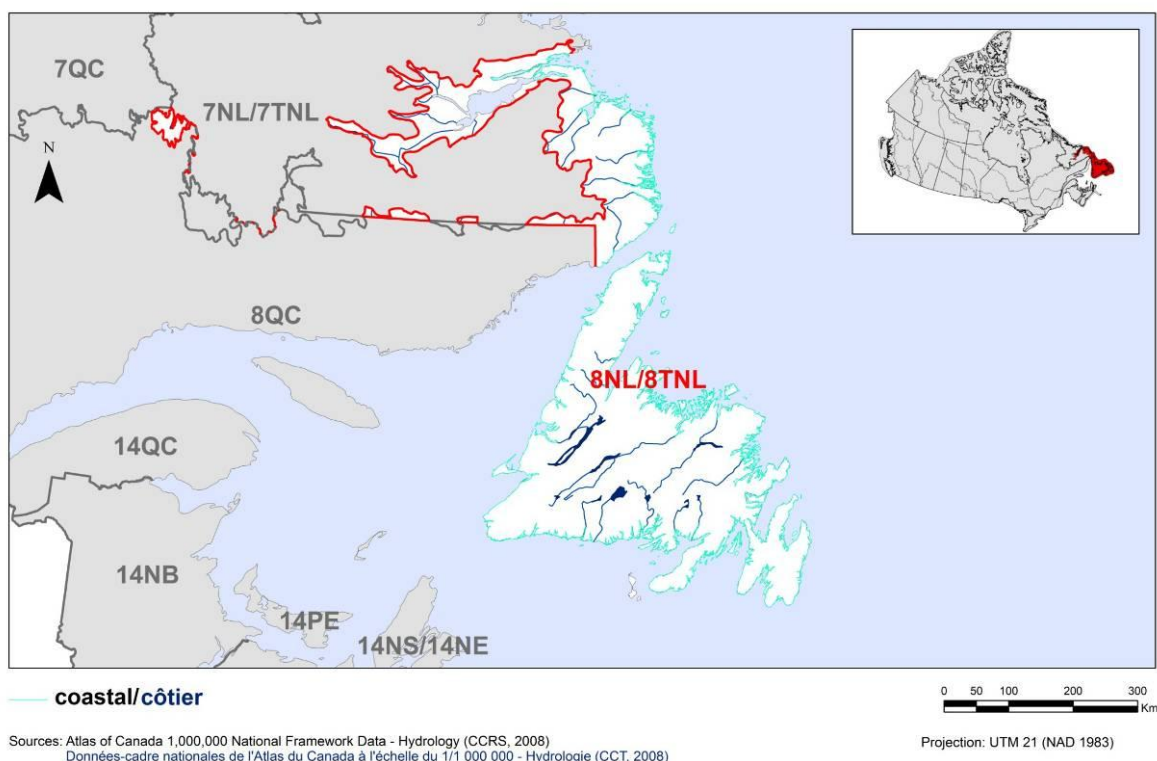 7QC
7NL/7TNL
N
8QC
8NL/8TNL
14QC
14NB
14PE
14NS/14NE
coastal/côtier
0 50 100 200 300
Km
Sources: Atlas of Canada 1,000,000 National Framework Data - Hydrology (CCRS, 2008)
Données-cadre nationales de l'Atlas du Canada à l'échelle du 1/1 000 000 - Hydrologie (CCT, 2008)
Projection: UTM 21 (NAD 1983)